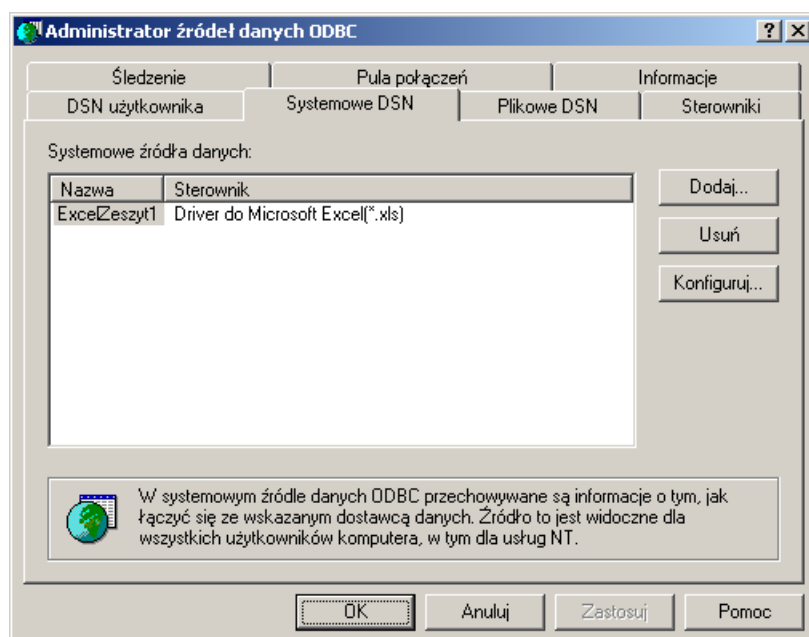 Administrator źródeł danych ODBC
Śledzenie Pula połączeń Informacje
DSN użytkownika Systemowe DSN Plikowe DSN Sterowniki
Systemowe źródła danych:
Nazwa Sterownik
ExcelZeszyt1 Driver do Microsoft Excel(*.xls)
Dodaj...
Usuń
Konfiguruj...
W systemowym źródle danych ODBC przechowywane są informacje o tym, jak
łączyć się ze wskazanym dostawcą danych. Źródło to jest widoczne dla
wszystkich użytkowników komputera, w tym dla usług NT.
OK Anuluj Zastosuj Pomoc